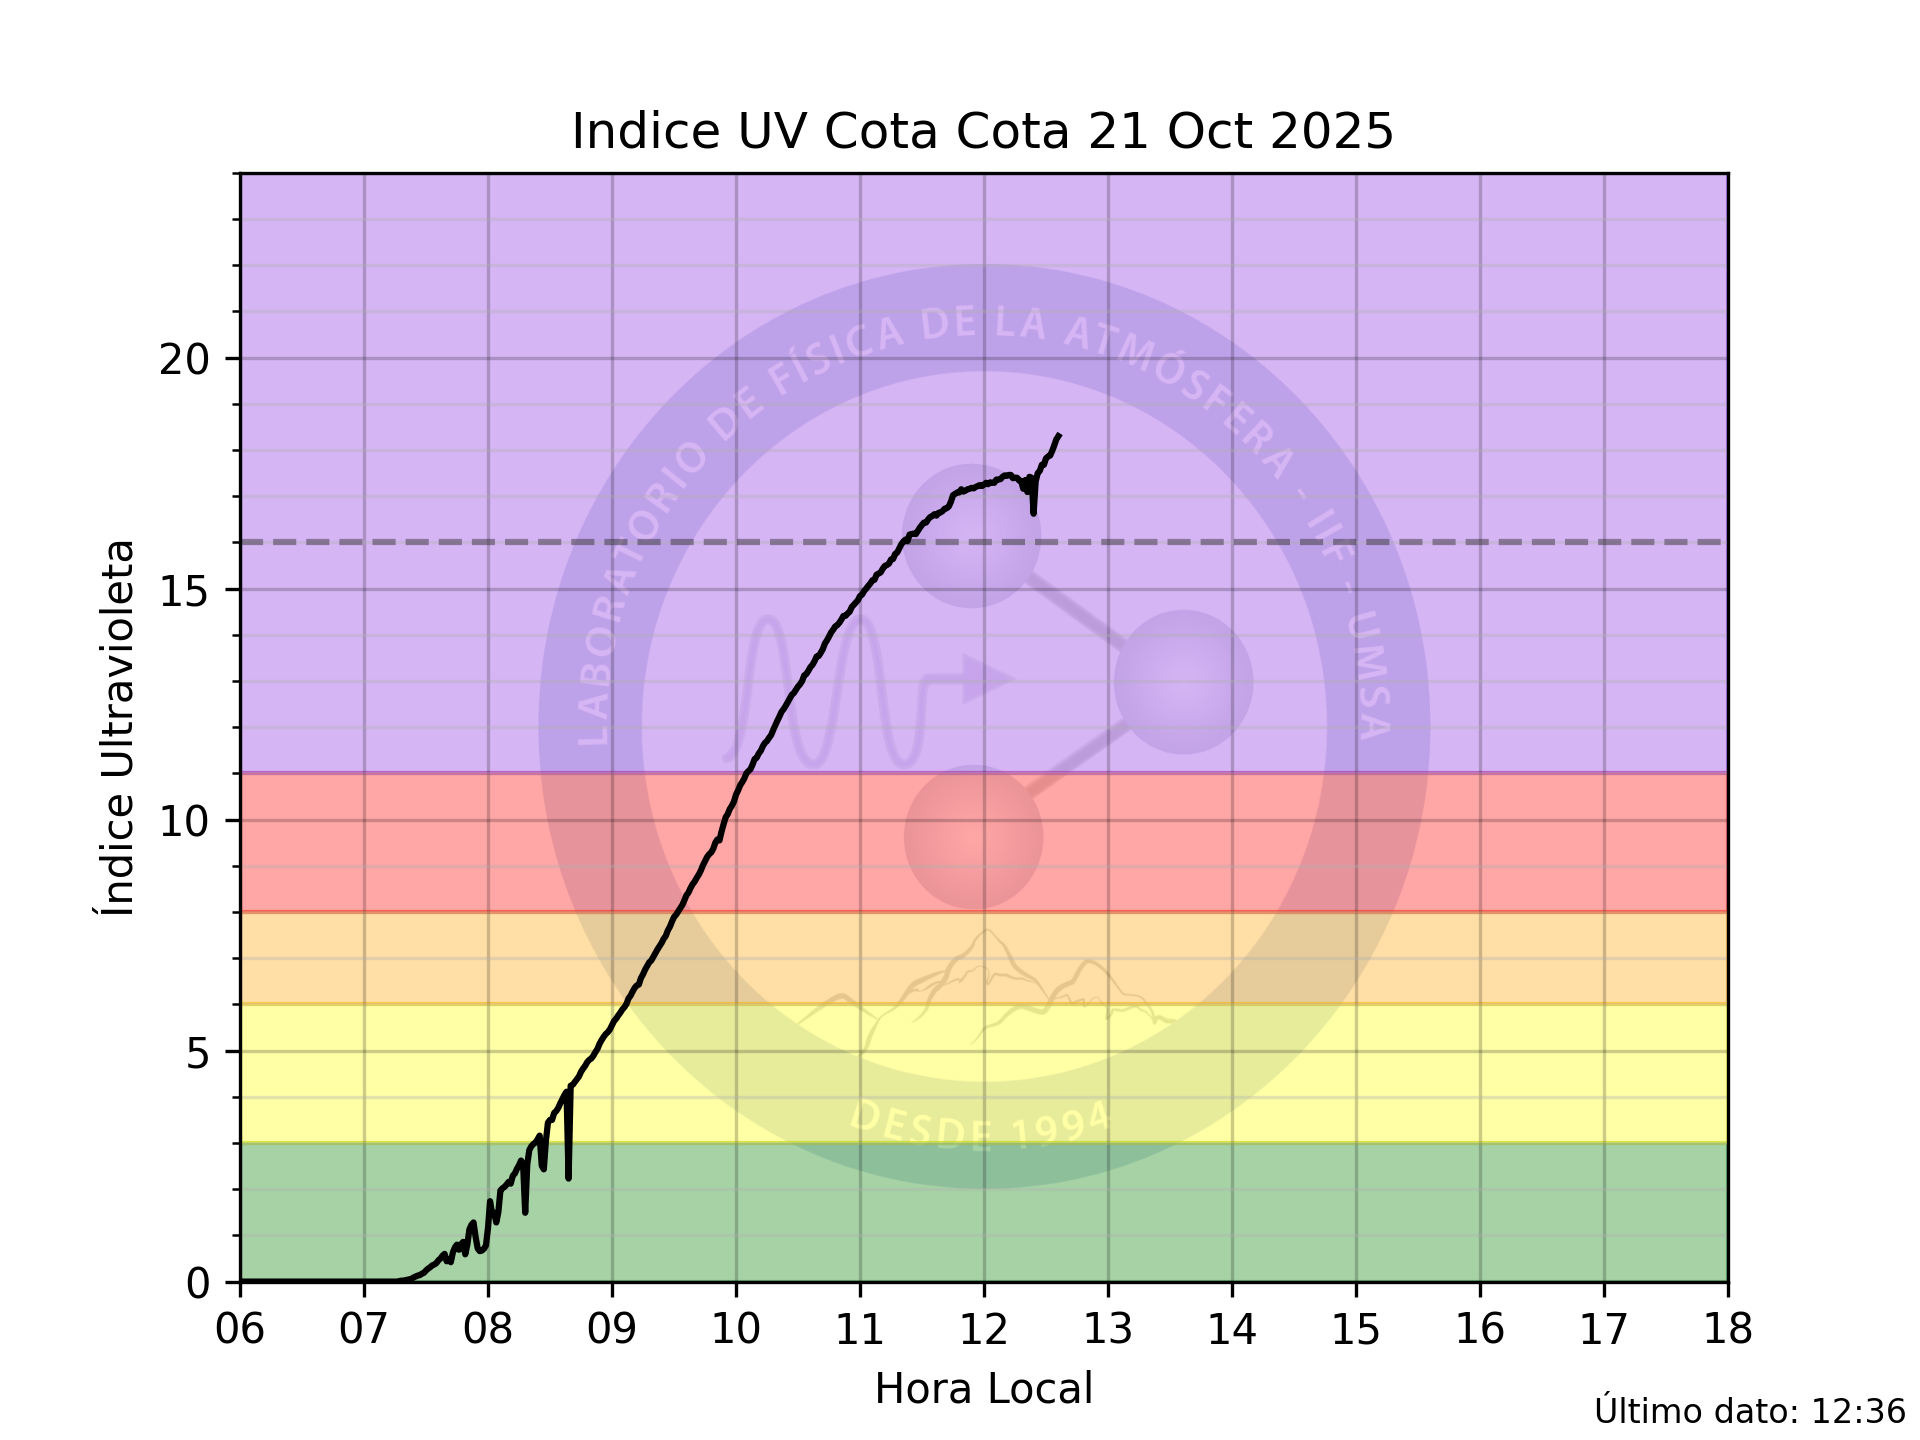 Indice UV Cota Cota 21 Oct 2025
Índice Ultravioleta
20
15
10
5
0
LABORATORIO DE FÍSICA DE LA ATMÓSFERA - IIF - UMSA
DESDE 1994
06 07 08 09 10 11 12 13 14 15 16 17 18
Hora Local
Último dato: 12:36